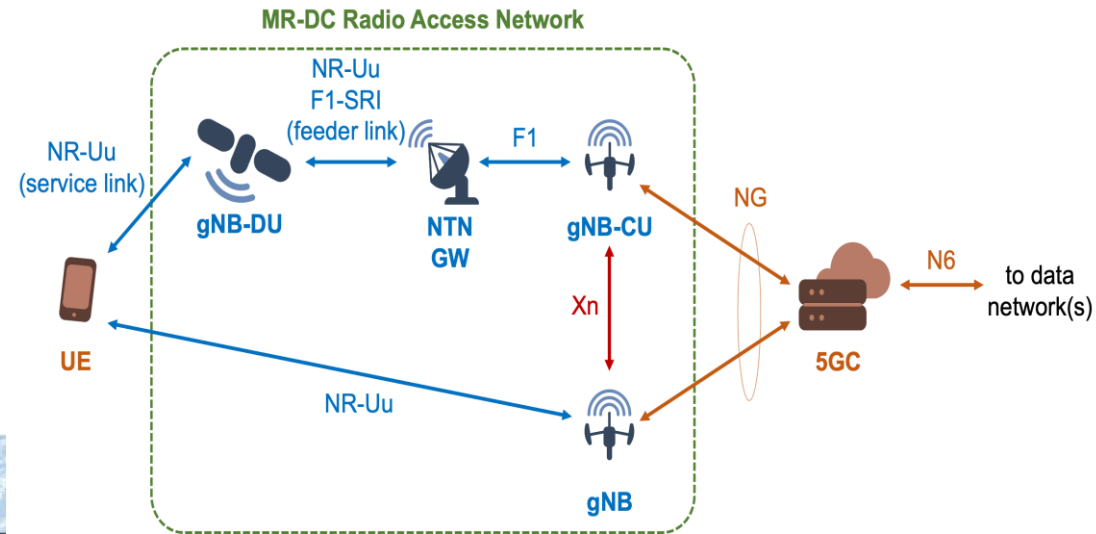 MR-DC Radio Access Network
NR-Uu
F1-SRI
(feeder link)
F1
NR-Uu
(service link)
gNB-DU
NTN
GW
gNB-CU
NG
N6
to data
network(s)
Xn
UE
5GC
NR-Uu
gNB